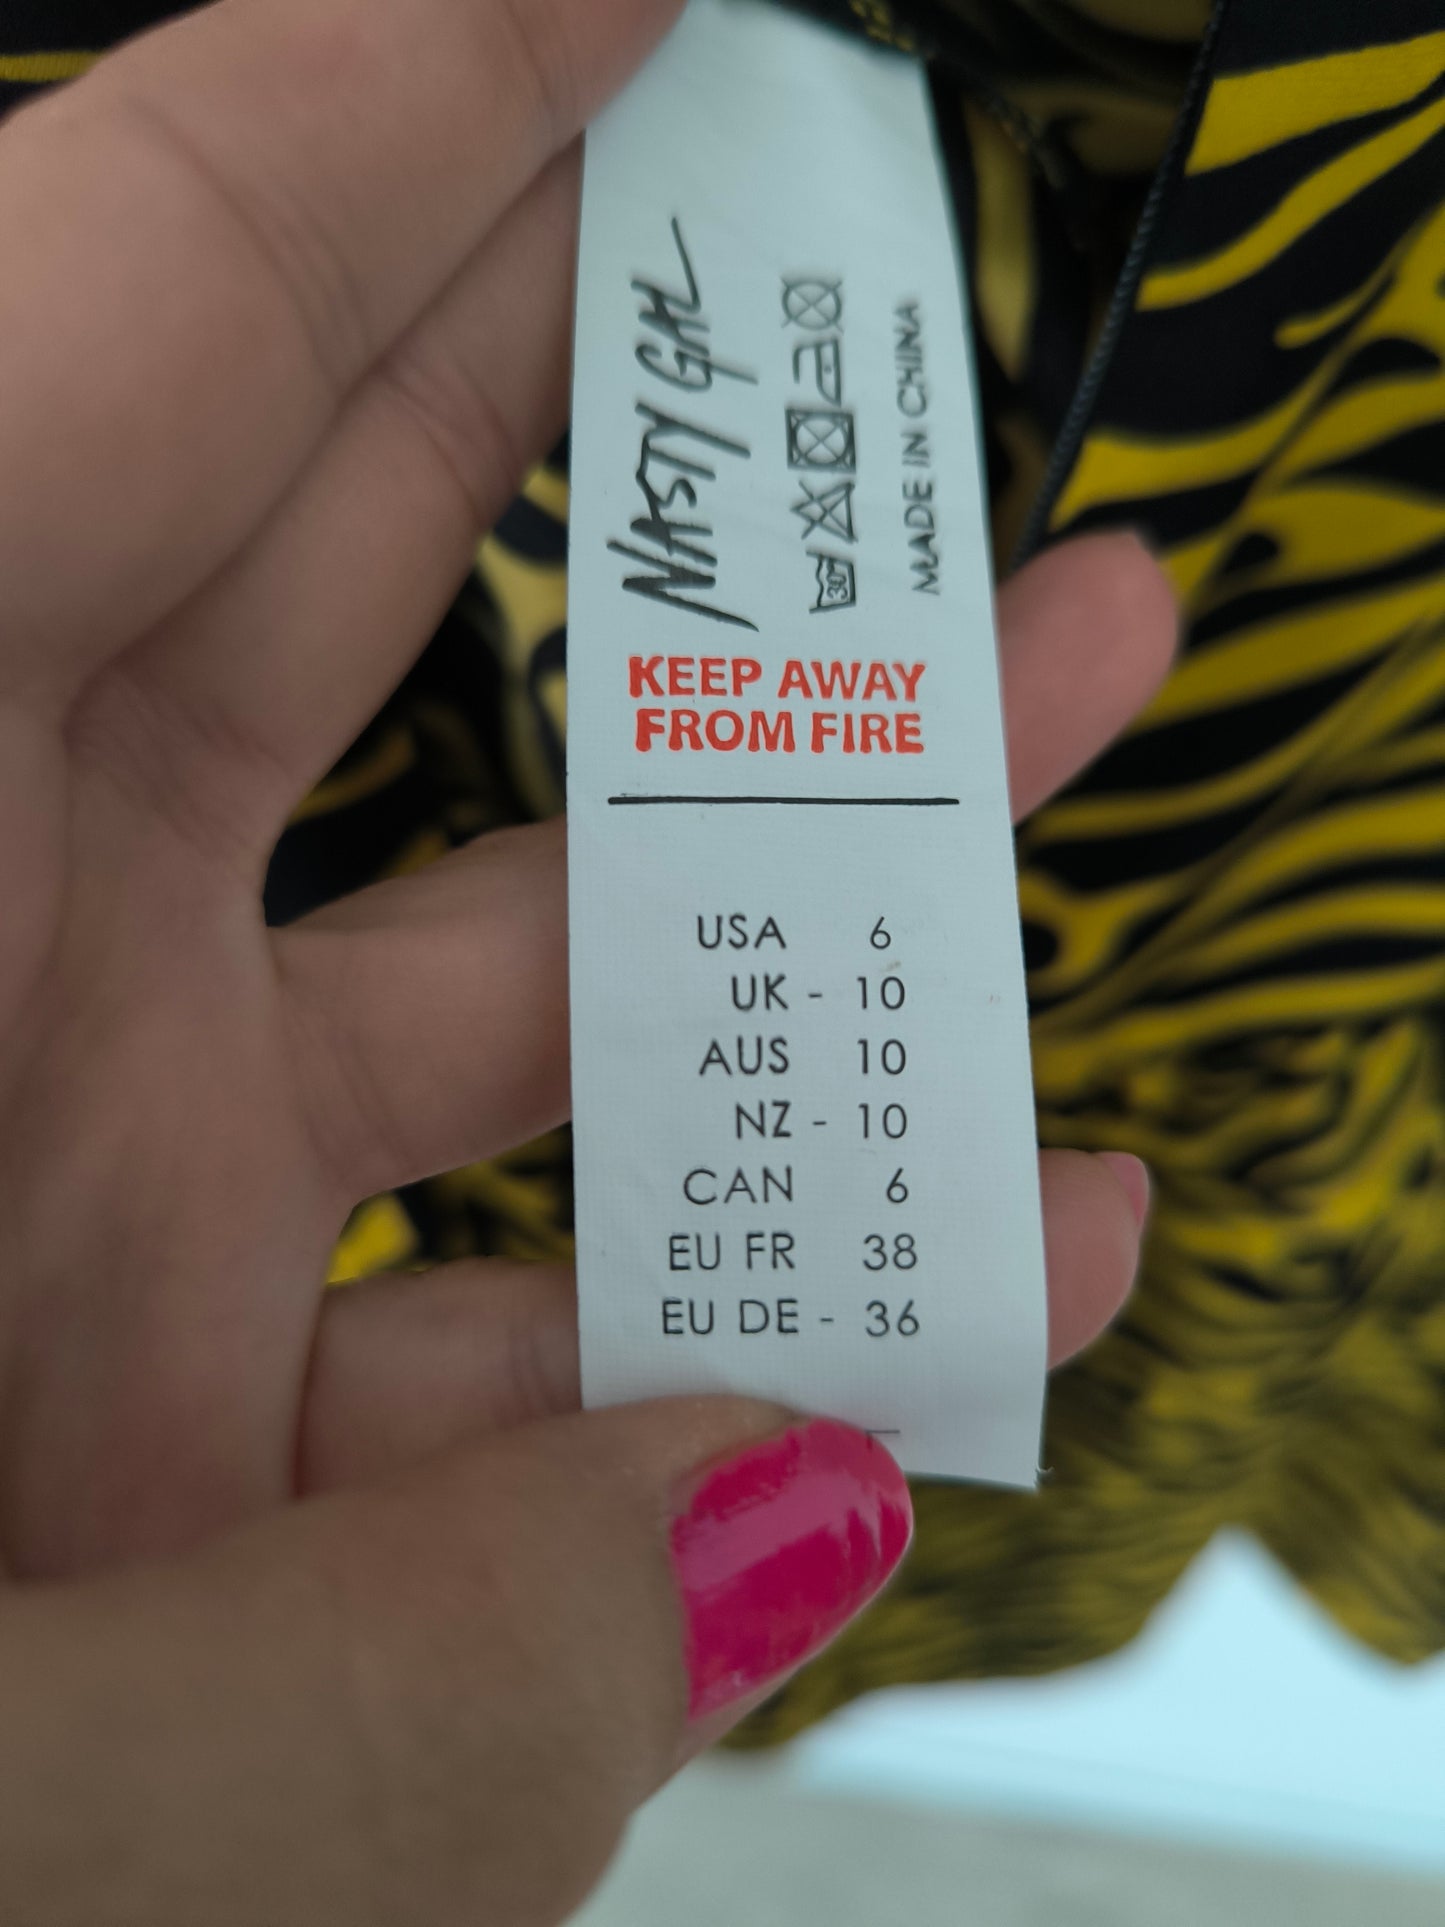 NASTY GAL
30°
MADE IN CHINA
KEEP AWAY
FROM FIRE
USA 6
UK - 10
AUS 10
NZ - 10
CAN 6
EU FR 38
EU DE - 36